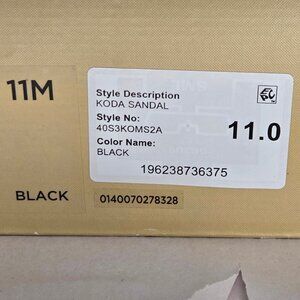 11M
Style Description
KODA SANDAL
Style No:
40S3KOMS2A
11.0
Color Name:
BLACK
196238736375
BLACK
0140070278328